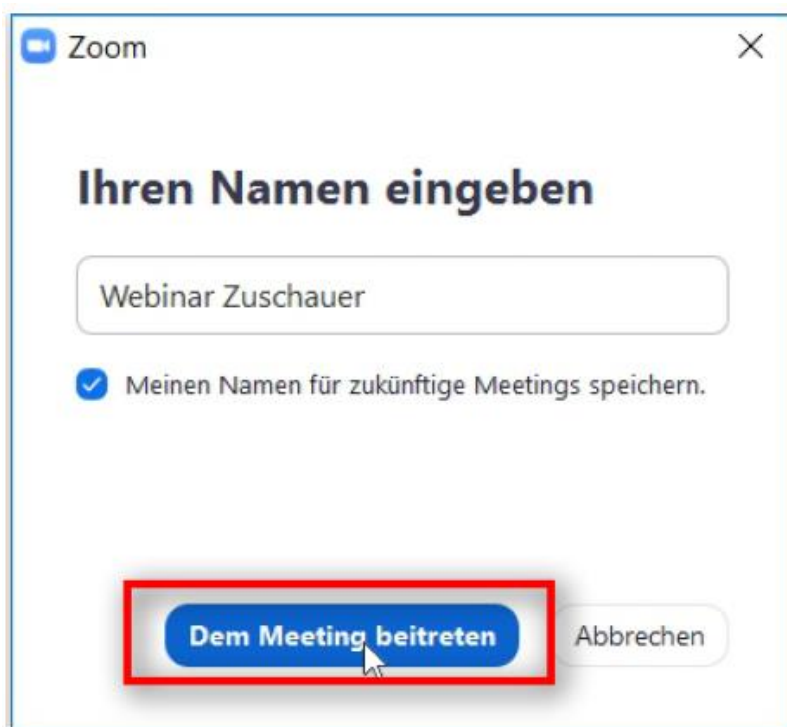 Zoom
Ihren Namen eingeben
Webinar Zuschauer
Meinen Namen für zukünftige Meetings speichern.
Dem Meeting beitreten
Abbrechen